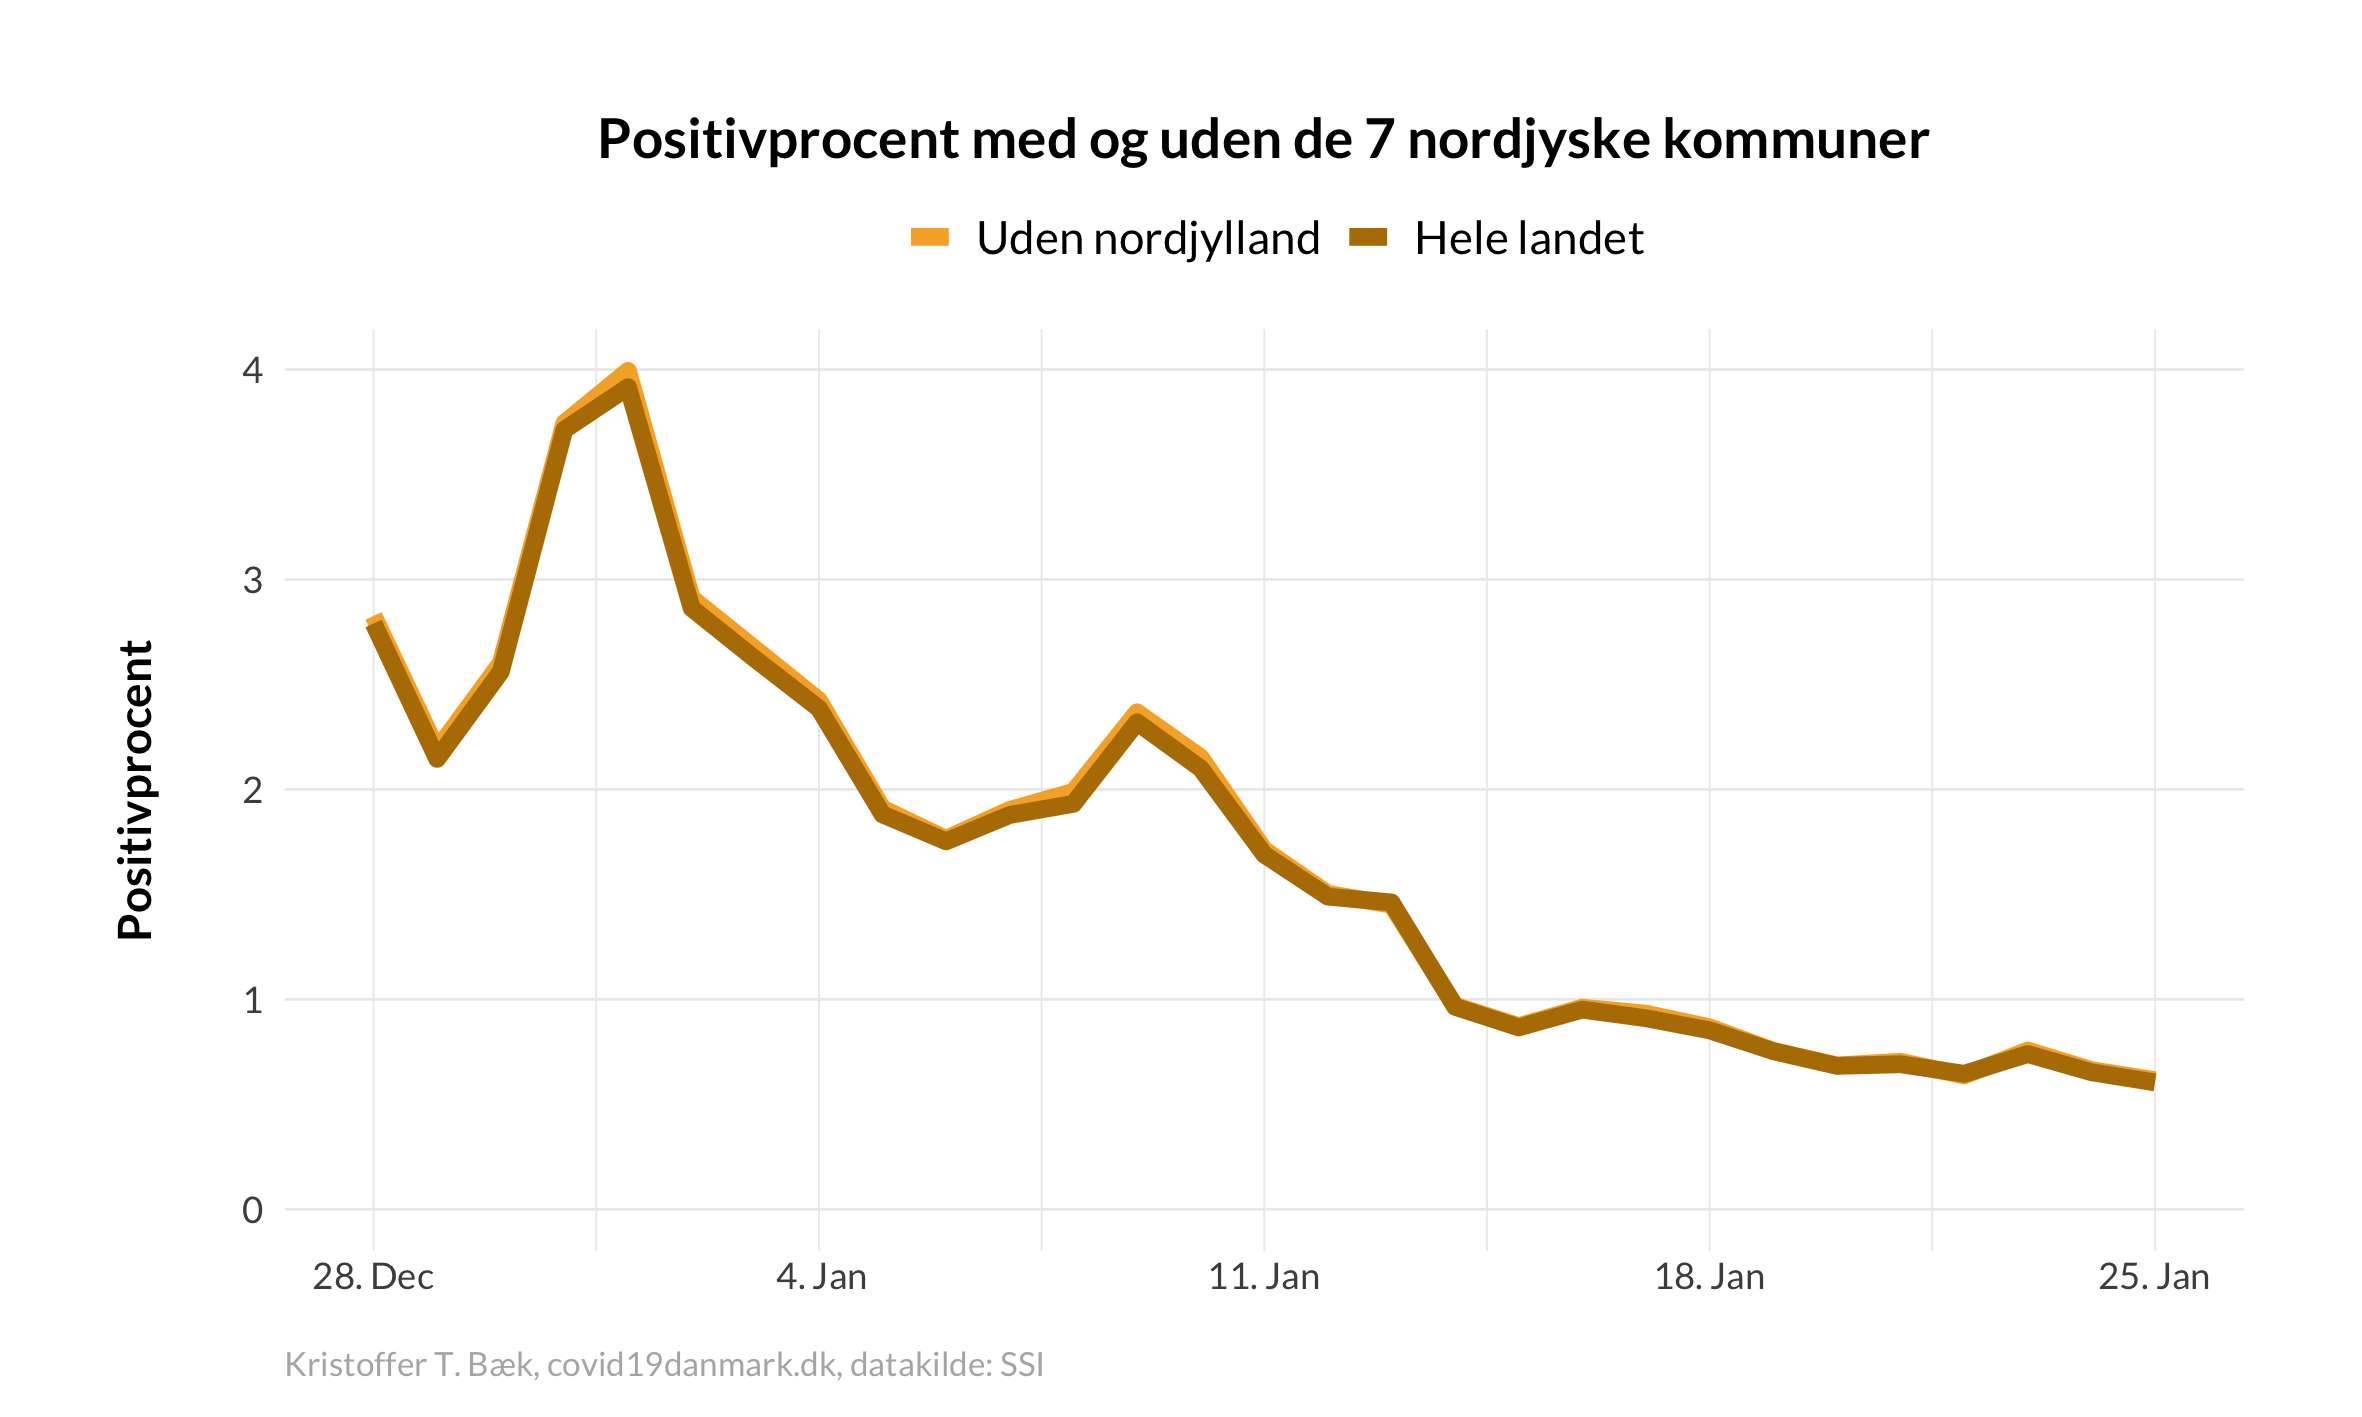 Positivprocent med og uden de 7 nordjyske kommuner
Uden nordjylland Hele landet
Positivprocent
4
3
2
1
0
28. Dec 4. Jan 11. Jan 18. Jan 25. Jan
Kristoffer T. Bæk, covid19danmark.dk, datakilde: SSI